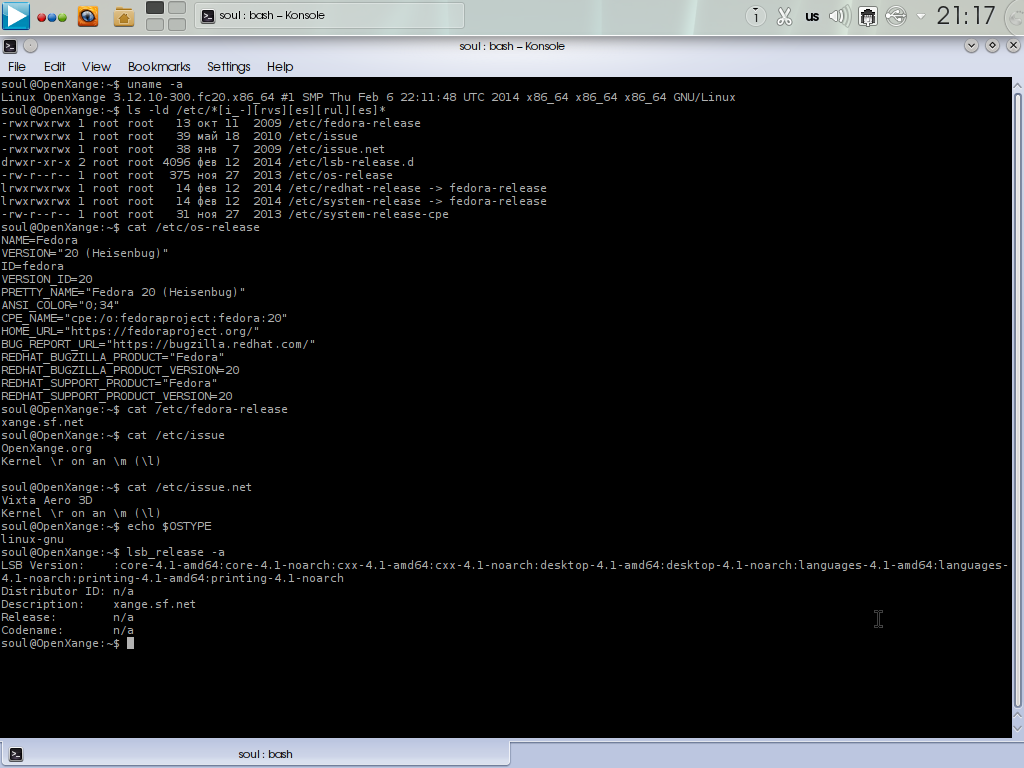 soul : bash – Konsole
i
us
21:17
soul : bash – Konsole
File Edit View Bookmarks Settings Help
soul@OpenXange:~$ uname -a
Linux OpenXange 3.12.10-300.fc20.x86_64 #1 SMP Thu Feb 6 22:11:48 UTC 2014 x86_64 x86_64 x86_64 GNU/Linux
soul@OpenXange:~$ ls -ld /etc/*[i_-][rvs][es][rul][es]*
-rwxrwxrwx 1 root root   13 окт 11  2009 /etc/fedora-release
-rwxrwxrwx 1 root root   39 май 18  2010 /etc/issue
-rwxrwxrwx 1 root root   38 янв  7  2009 /etc/issue.net
drwxr-xr-x 2 root root 4096 фев 12  2014 /etc/lsb-release.d
-rw-r--r-- 1 root root  375 ноя 27  2013 /etc/os-release
lrwxrwxrwx 1 root root   14 фев 12  2014 /etc/redhat-release -> fedora-release
lrwxrwxrwx 1 root root   14 фев 12  2014 /etc/system-release -> fedora-release
-rw-r--r-- 1 root root   31 ноя 27  2013 /etc/system-release-cpe
soul@OpenXange:~$ cat /etc/os-release
NAME=Fedora
VERSION="20 (Heisenbug)"
ID=fedora
VERSION_ID=20
PRETTY_NAME="Fedora 20 (Heisenbug)"
ANSI_COLOR="0;34"
CPE_NAME="cpe:/o:fedoraproject:fedora:20"
HOME_URL="https://fedoraproject.org/"
BUG_REPORT_URL="https://bugzilla.redhat.com/"
REDHAT_BUGZILLA_PRODUCT="Fedora"
REDHAT_BUGZILLA_PRODUCT_VERSION=20
REDHAT_SUPPORT_PRODUCT="Fedora"
REDHAT_SUPPORT_PRODUCT_VERSION=20
soul@OpenXange:~$ cat /etc/fedora-release
xange.sf.net
soul@OpenXange:~$ cat /etc/issue
OpenXange.org
Kernel \r on an \m (\l)
soul@OpenXange:~$ cat /etc/issue.net
Vixta Aero 3D
Kernel \r on an \m (\l)
soul@OpenXange:~$ echo $OSTYPE
linux-gnu
soul@OpenXange:~$ lsb_release -a
LSB Version:    :core-4.1-amd64:core-4.1-noarch:cxx-4.1-amd64:cxx-4.1-noarch:desktop-4.1-amd64:desktop-4.1-noarch:languages-4.1-amd64:languages-
4.1-noarch:printing-4.1-amd64:printing-4.1-noarch
Distributor ID: n/a
Description:    xange.sf.net
Release:        n/a
Codename:       n/a
soul@OpenXange:~$
soul : bash